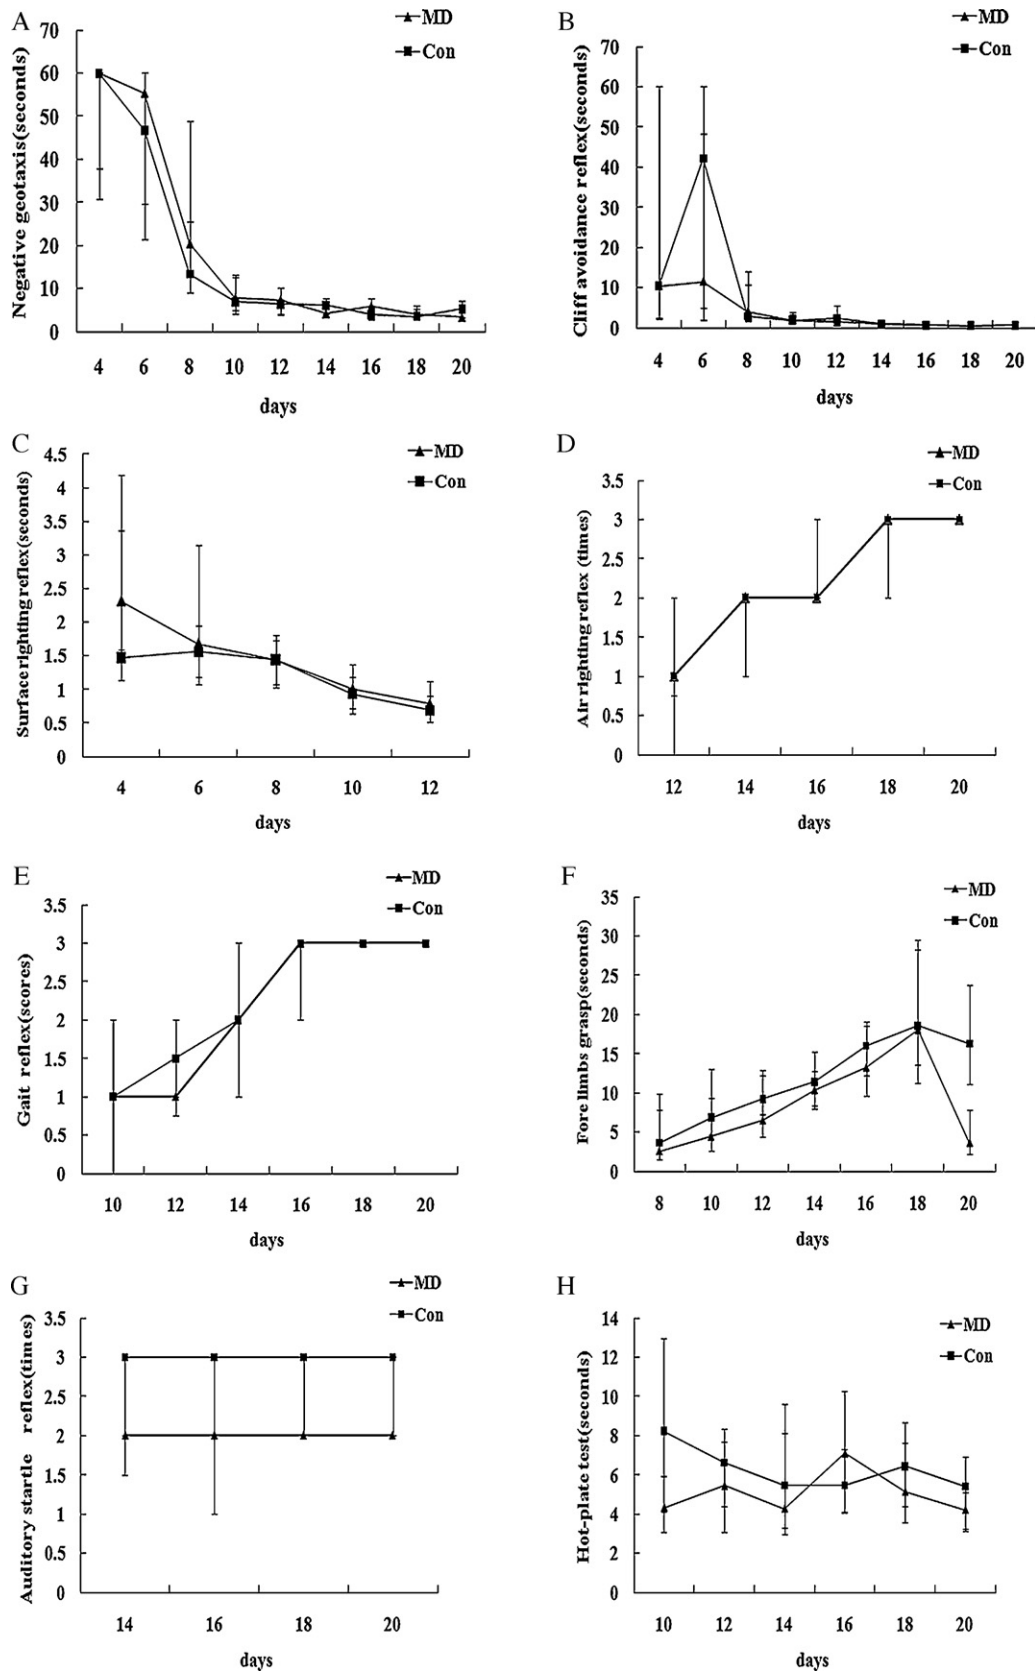 A
MD
Con
Negative geotaxis(seconds)
70
60
50
40
30
20
10
0
4 6 8 10 12 14 16 18 20
days
B
MD
Con
Cliff avoidance reflex(seconds)
70
60
50
40
30
20
10
0
4 6 8 10 12 14 16 18 20
days
C
MD
Con
Surface righting reflex(seconds)
4.5
4
3.5
3
2.5
2
1.5
1
0.5
0
4 6 8 10 12
days
D
MD
Con
Air righting reflex (times)
3.5
3
2.5
2
1.5
1
0.5
0
12 14 16 18 20
days
E
MD
Con
Gait reflex(scores)
3.5
3
2.5
2
1.5
1
0.5
0
10 12 14 16 18 20
days
F
MD
Con
Fore limbs grasp(seconds)
35
30
25
20
15
10
5
0
8 10 12 14 16 18 20
days
G
MD
Con
Auditory startle reflex(times)
3.5
3
2.5
2
1.5
1
0.5
0
14 16 18 20
days
H
MD
Con
Hot-plate test(seconds)
14
12
10
8
6
4
2
0
10 12 14 16 18 20
days